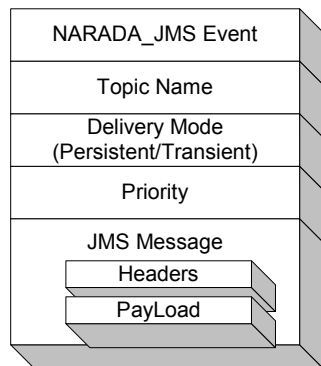 NARADA_JMS Event
Topic Name
Delivery Mode
(Persistent/Transient)
Priority
JMS Message
Headers
PayLoad